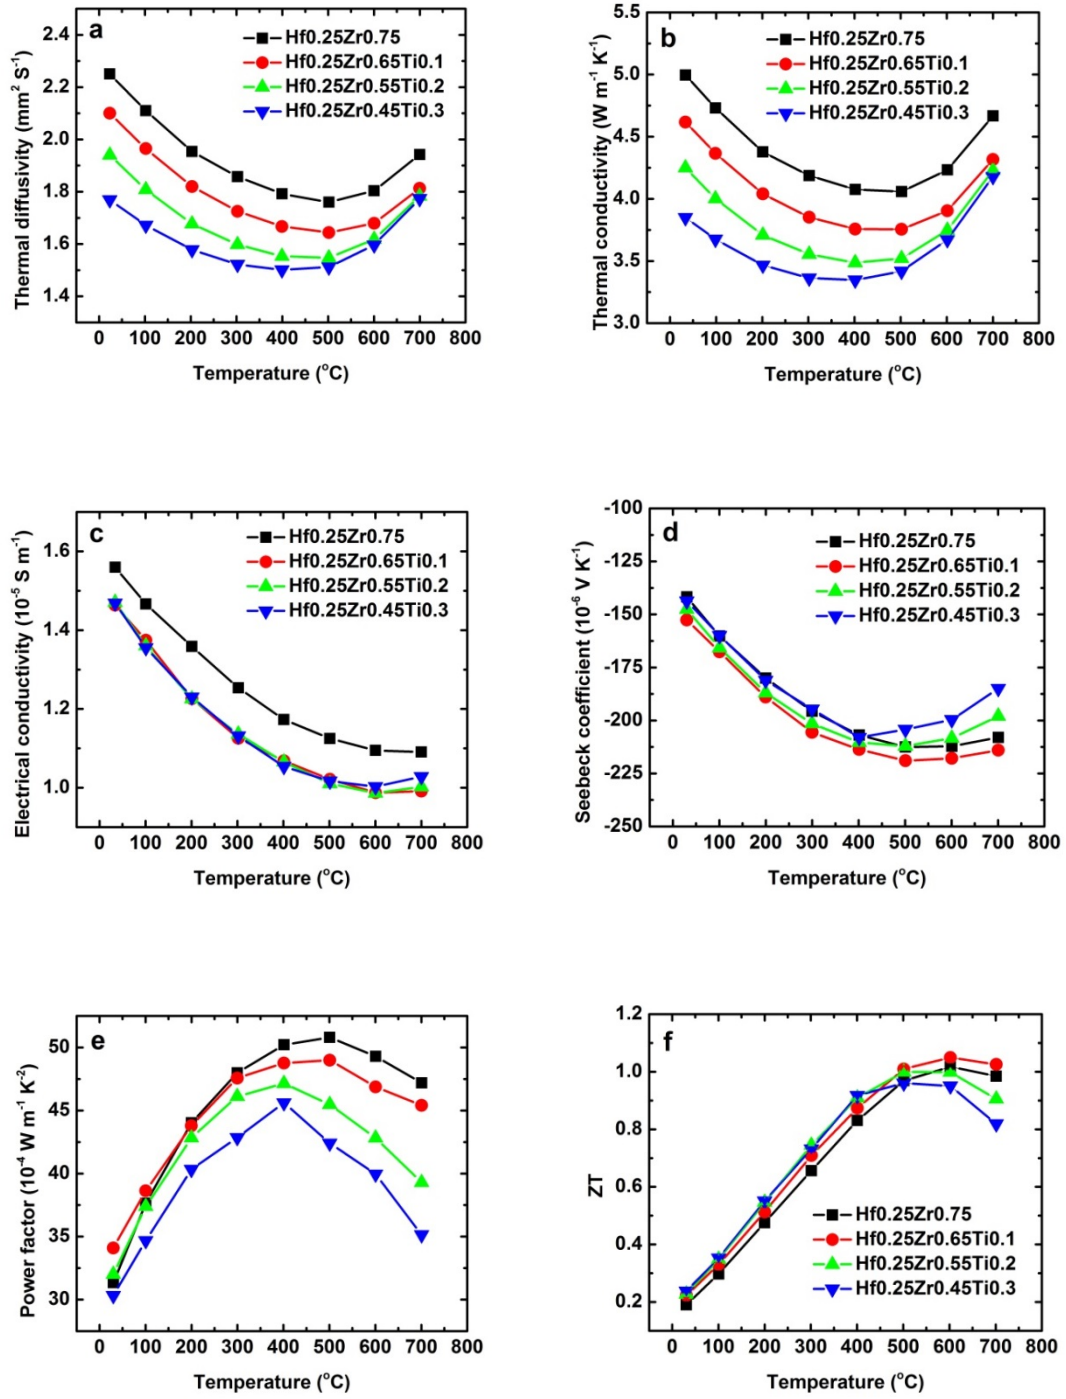 a
Hf0.25Zr0.75
Hf0.25Zr0.65Ti0.1
Hf0.25Zr0.55Ti0.2
Hf0.25Zr0.45Ti0.3
Thermal diffusivity (mm² S⁻¹)
2.6
2.4
2.2
2.0
1.8
1.6
1.4
0 100 200 300 400 500 600 700 800
Temperature (°C)
b
Hf0.25Zr0.75
Hf0.25Zr0.65Ti0.1
Hf0.25Zr0.55Ti0.2
Hf0.25Zr0.45Ti0.3
Thermal conductivity (W m⁻¹ K⁻¹)
5.5
5.0
4.5
4.0
3.5
3.0
0 100 200 300 400 500 600 700 800
Temperature (°C)
c
Hf0.25Zr0.75
Hf0.25Zr0.65Ti0.1
Hf0.25Zr0.55Ti0.2
Hf0.25Zr0.45Ti0.3
Electrical conductivity (10⁻⁵ S m⁻¹)
1.6
1.4
1.2
1.0
0 100 200 300 400 500 600 700 800
Temperature (°C)
d
Hf0.25Zr0.75
Hf0.25Zr0.65Ti0.1
Hf0.25Zr0.55Ti0.2
Hf0.25Zr0.45Ti0.3
Seebeck coefficient (10⁻⁶ V K⁻¹)
-100
-125
-150
-175
-200
-225
-250
0 100 200 300 400 500 600 700 800
Temperature (°C)
e
Power factor (10⁻⁴ W m⁻¹ K⁻²)
50
45
40
35
30
0 100 200 300 400 500 600 700 800
Temperature (°C)
f
ZT
1.2
1.0
0.8
0.6
0.4
0.2
Hf0.25Zr0.75
Hf0.25Zr0.65Ti0.1
Hf0.25Zr0.55Ti0.2
Hf0.25Zr0.45Ti0.3
0 100 200 300 400 500 600 700 800
Temperature (°C)